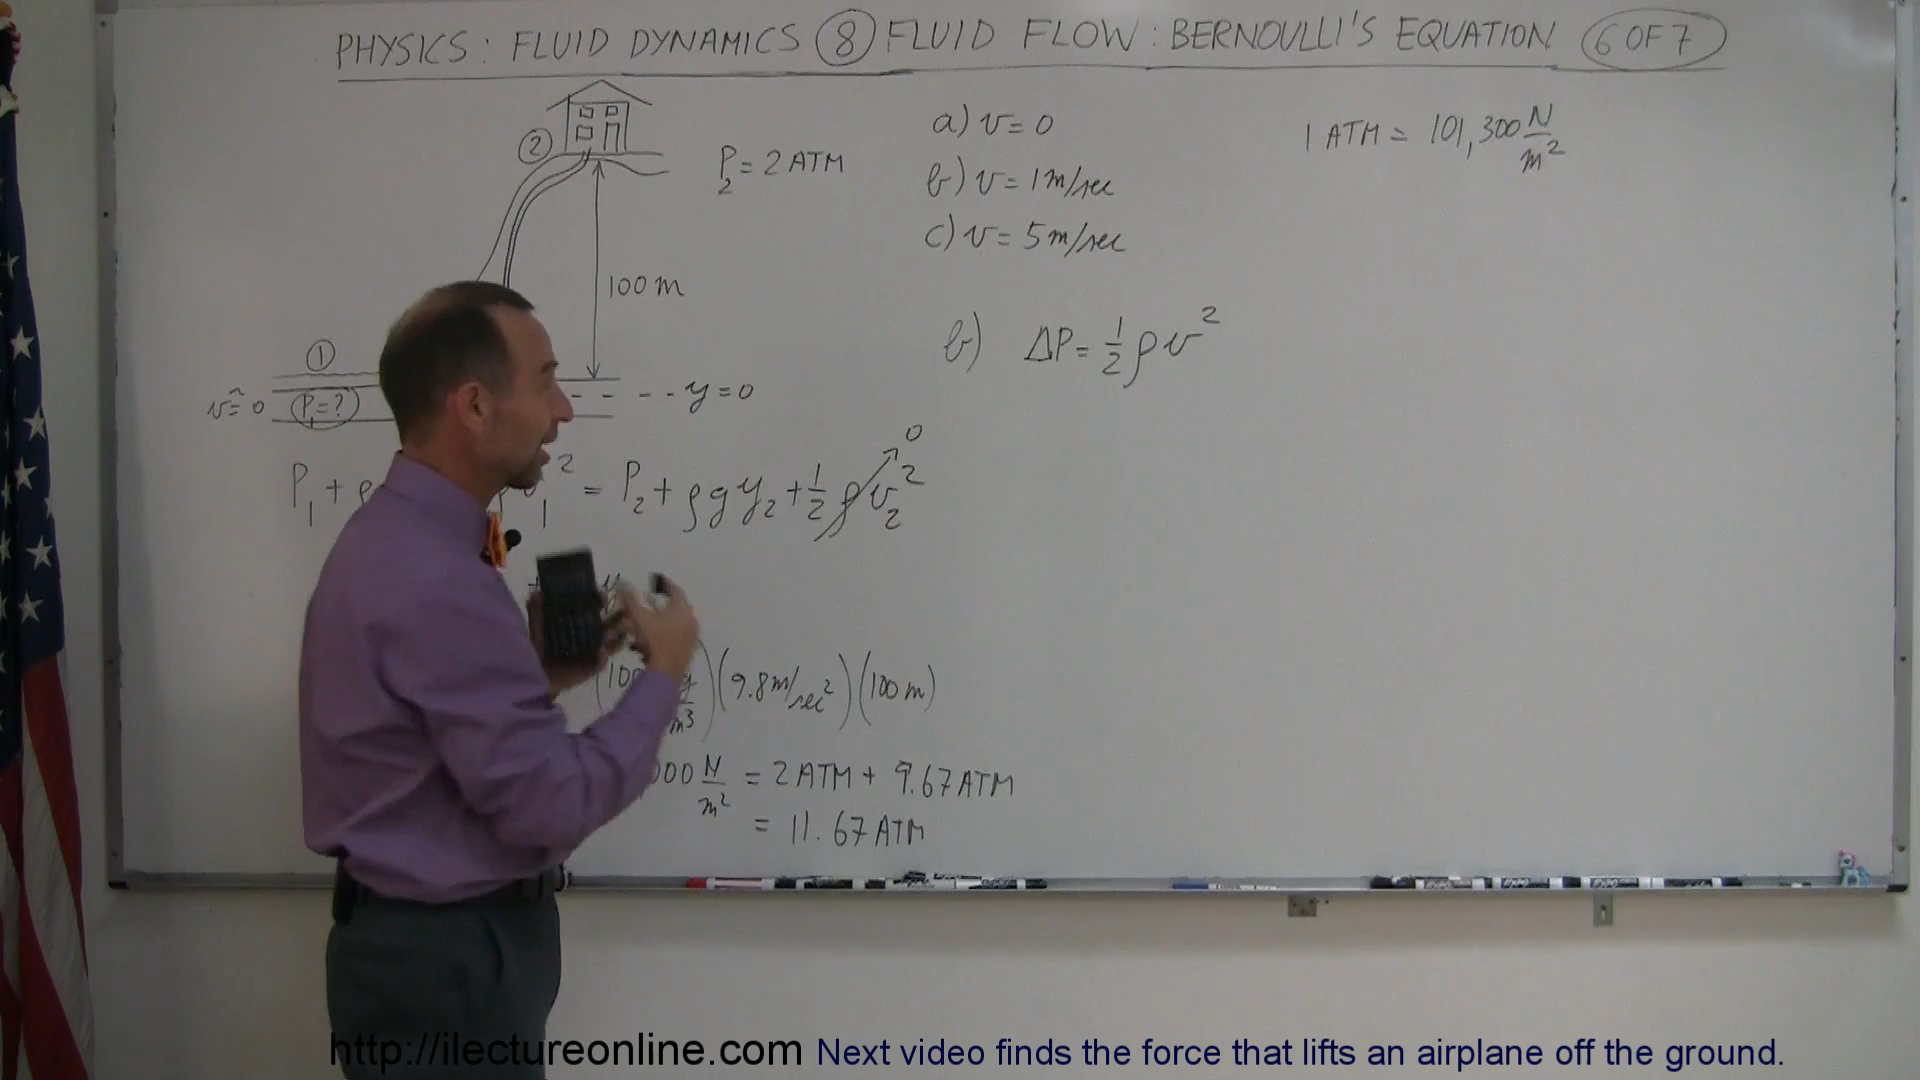 PHYSICS: FLUID DYNAMICS ⑧ FLUID FLOW: BERNOULLI'S EQUATION 6 OF 7
②
P₂ = 2 ATM
100 m
①
v ≅ 0
P₁ = ?
y = 0
a) v = 0
b) v = 1 m/sec
c) v = 5 m/sec
1 ATM = 101,300 N/m²
b) ΔP = ½ρv²
0
P₁ + ρ v₁² = P₂ + ρgy₂ + ½ρv₂²
(9.8 m/sec²)(100 m)
000 N/m² = 2 ATM + 9.67 ATM
= 11.67 ATM
http://ilectureonline.com Next video finds the force that lifts an airplane off the ground.